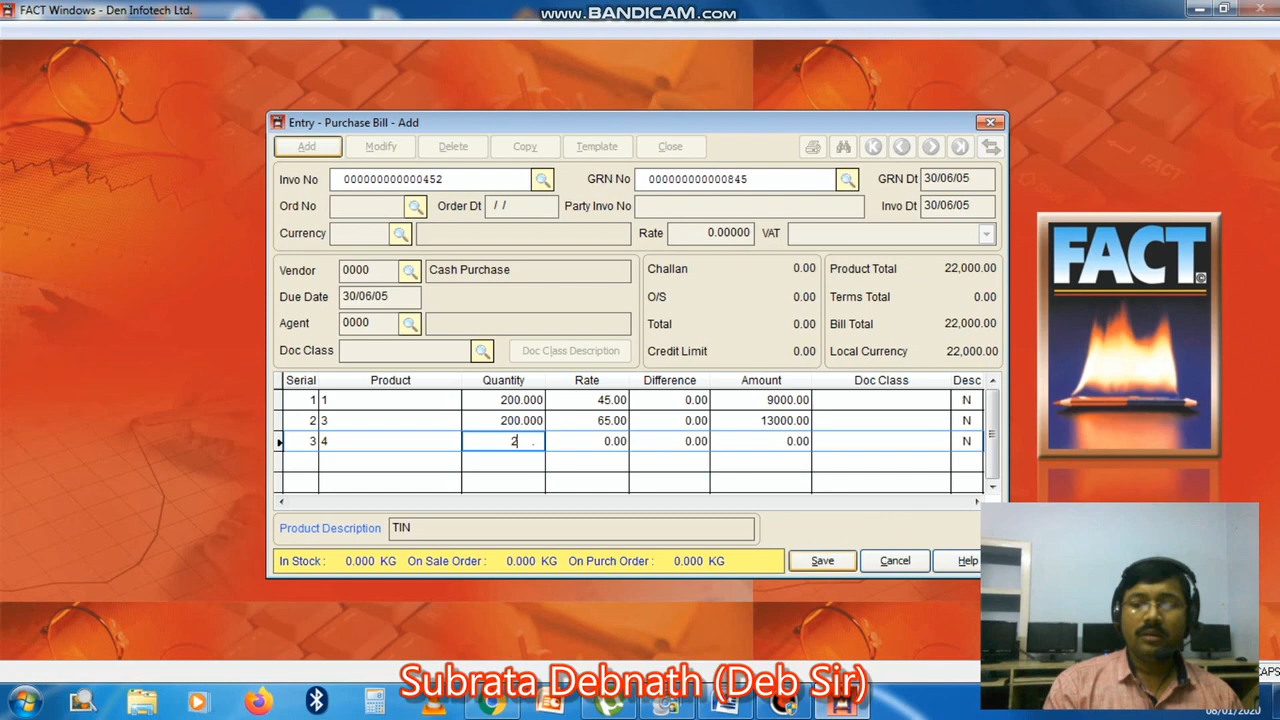 FACT Windows - Den Infotech Ltd.
www.BANDICAM.com
Entry - Purchase Bill - Add
Add Modify Delete Copy Template Close
Invo No 000000000000452 GRN No 000000000000845 GRN Dt 30/06/05
Ord No Order Dt / / Party Invo No Invo Dt 30/06/05
Currency Rate 0.00000 VAT
Vendor 0000 Cash Purchase Challan 0.00 Product Total 22,000.00
Due Date 30/06/05 O/S 0.00 Terms Total 0.00
Agent 0000 Total 0.00 Bill Total 22,000.00
Doc Class Doc Class Description Credit Limit 0.00 Local Currency 22,000.00
Serial Product Quantity Rate Difference Amount Doc Class Desc
1 1 200.000 45.00 0.00 9000.00 N
2 3 200.000 65.00 0.00 13000.00 N
3 4 2 . 0.00 0.00 0.00 N
Product Description TIN
In Stock : 0.000 KG On Sale Order : 0.000 KG On Purch Order : 0.000 KG Save Cancel Help
FACT
Subrata Debnath (Deb Sir)
CAPS
08/01/2020